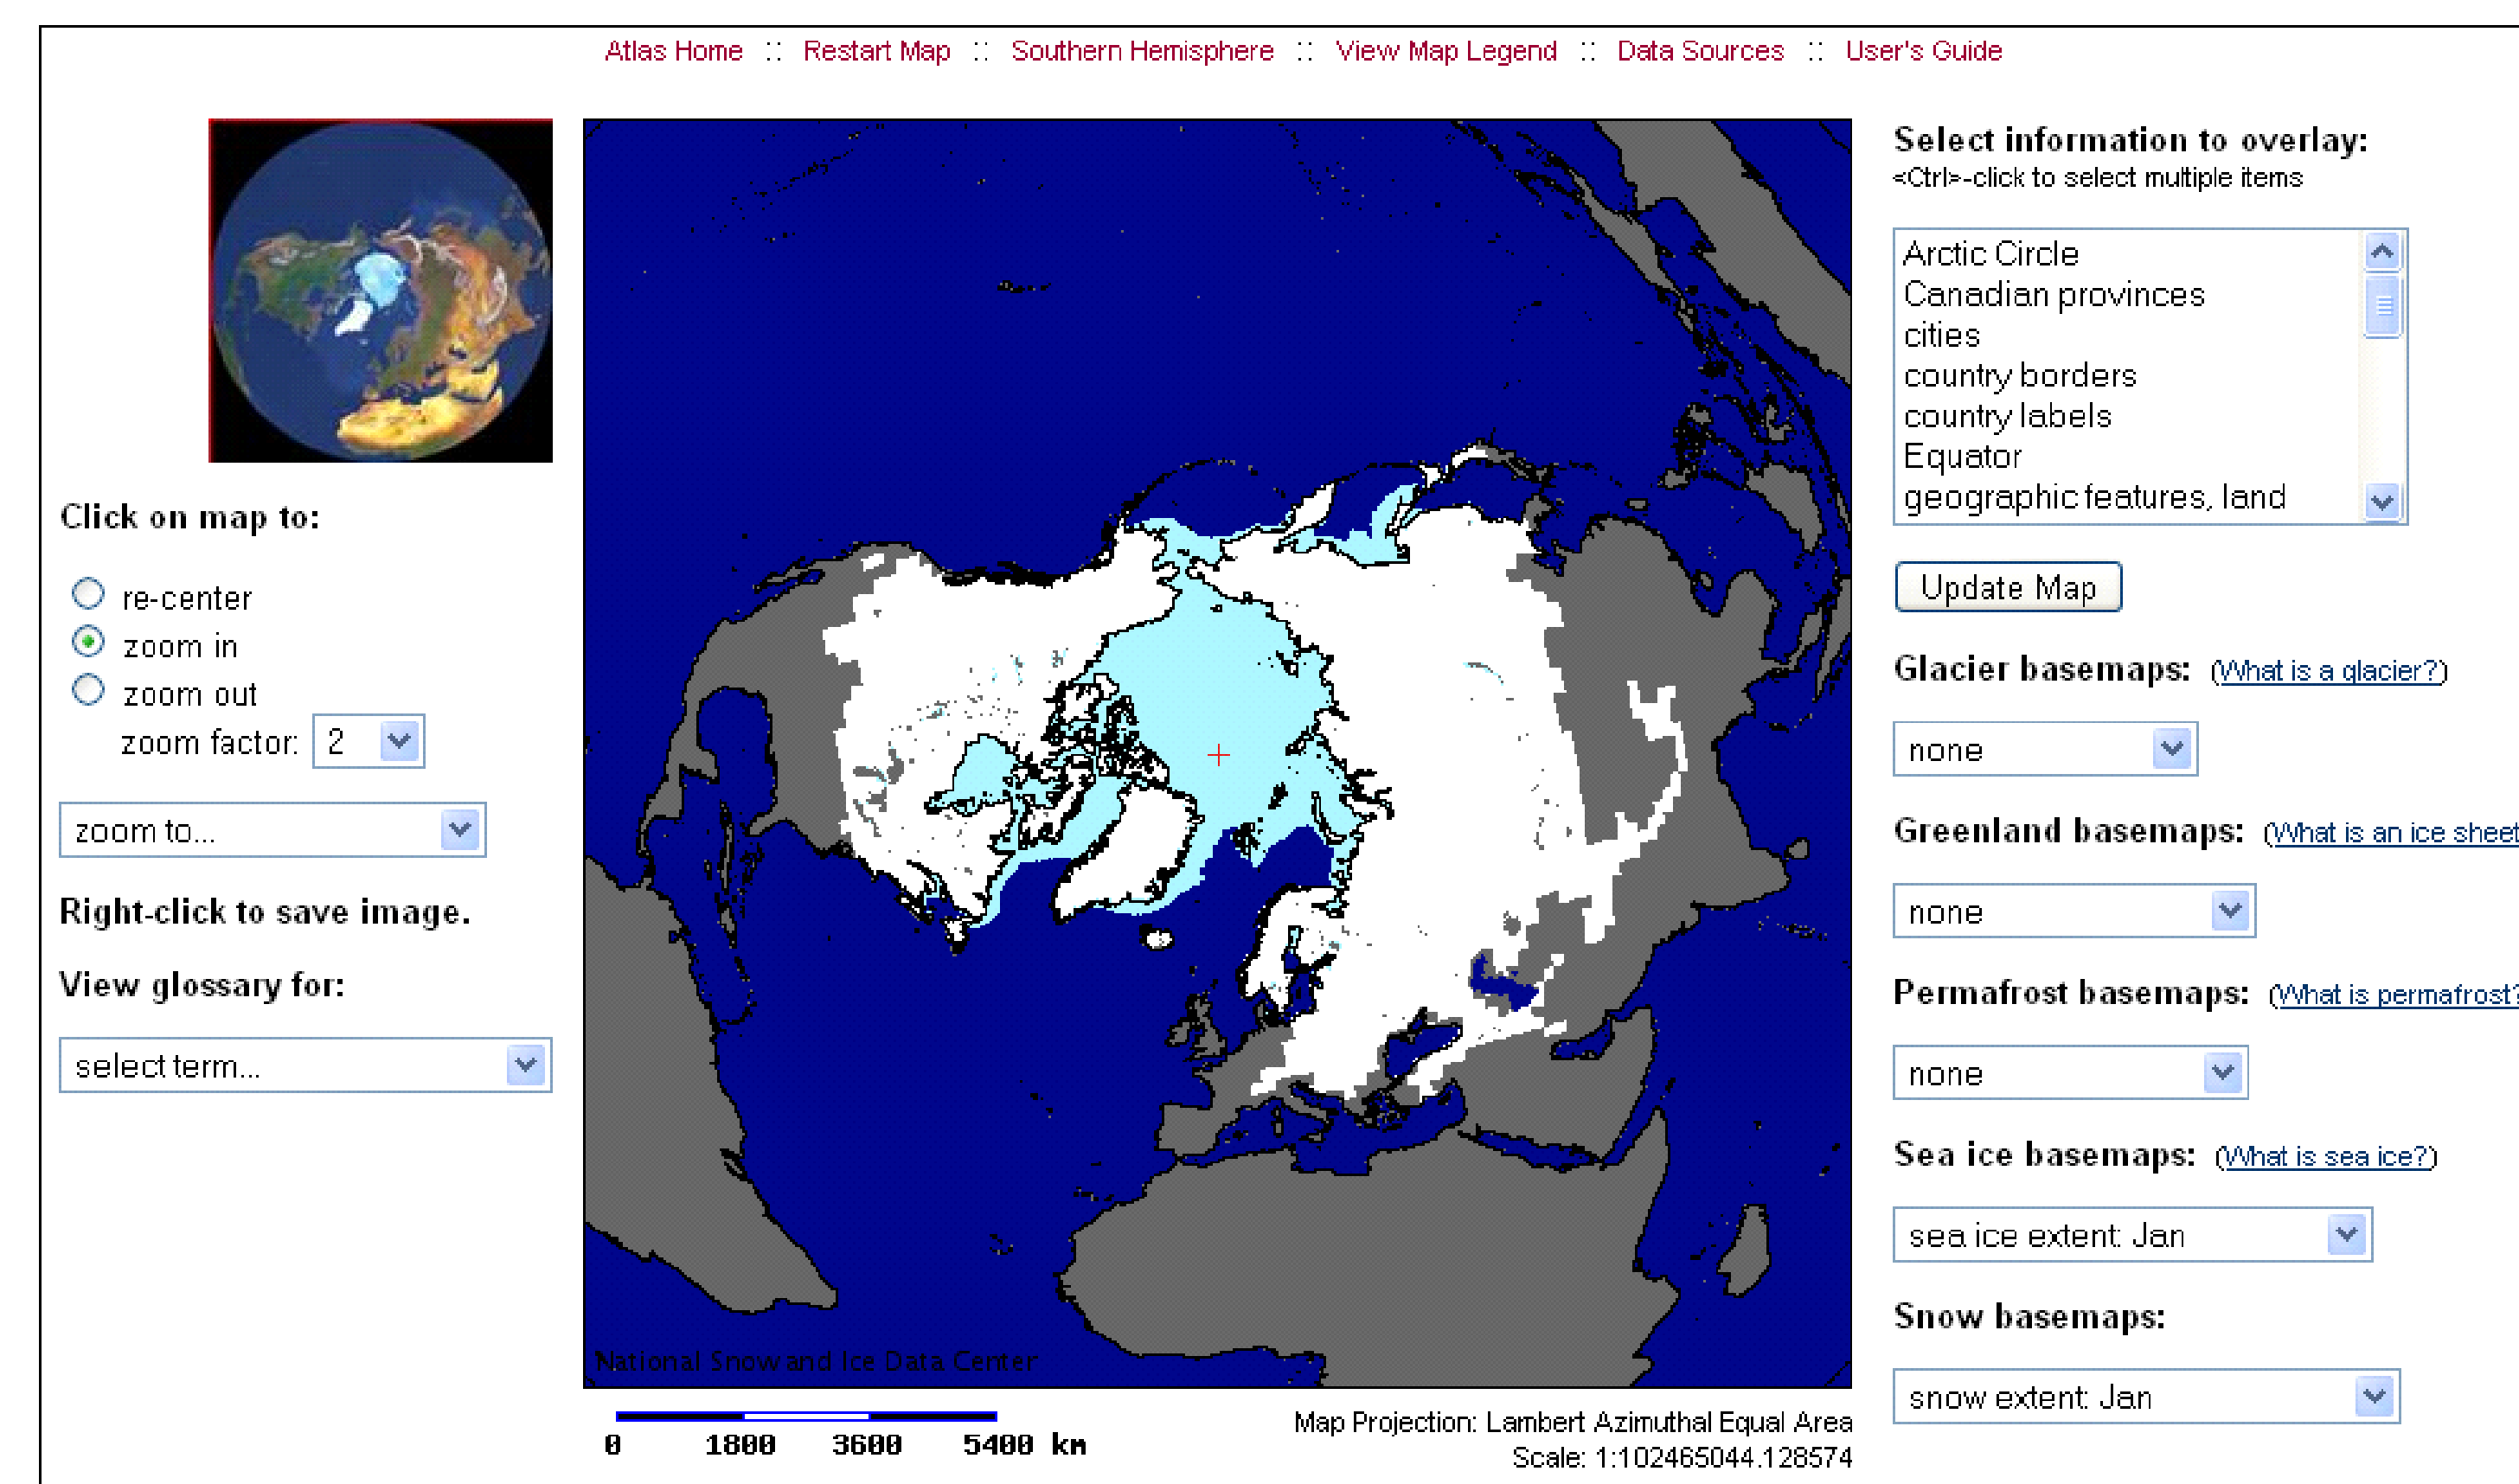 Atlas Home :: Restart Map :: Southern Hemisphere :: View Map Legend :: Data Sources :: User's Guide
Click on map to:
re-center
zoom in
zoom out
zoom factor: 2
zoom to...
Right-click to save image.
View glossary for:
select term...
National Snow and Ice Data Center
0 1800 3600 5400 km
Map Projection: Lambert Azimuthal Equal Area
Scale: 1:102465044.128574
Select information to overlay:
<Ctrl>-click to select multiple items
Arctic Circle
Canadian provinces
cities
country borders
country labels
Equator
geographic features, land
Update Map
Glacier basemaps: (What is a glacier?)
none
Greenland basemaps: (What is an ice sheet
none
Permafrost basemaps: (What is permafrost?
none
Sea ice basemaps: (What is sea ice?)
sea ice extent: Jan
Snow basemaps:
snow extent: Jan